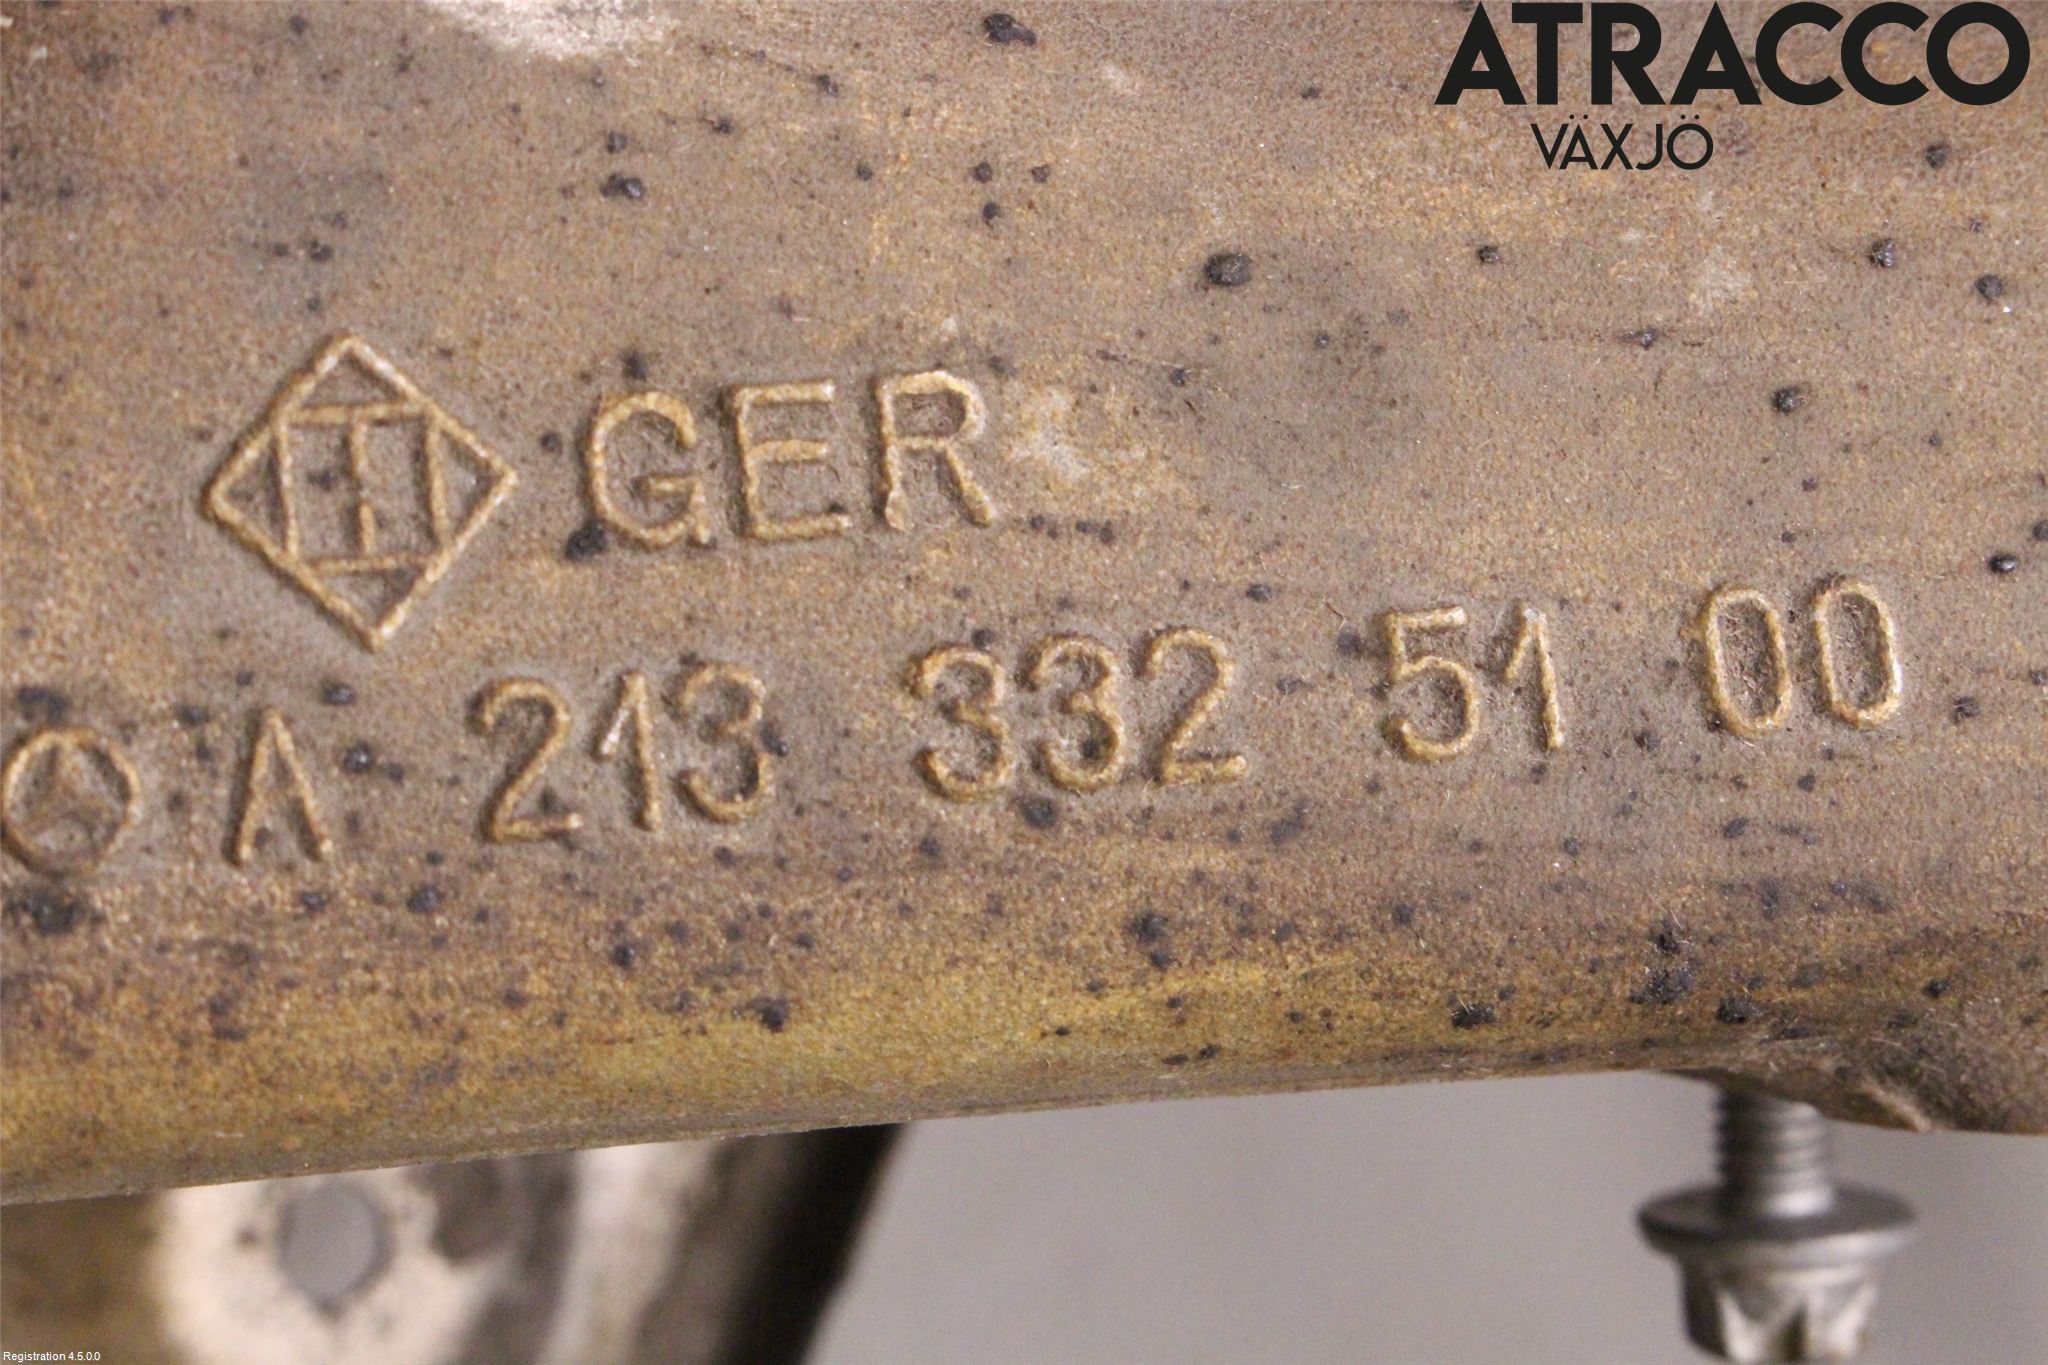 ATRACCO
VÄXJÖ
GER
A 213 332 51 00
Registration 4.5.0.0